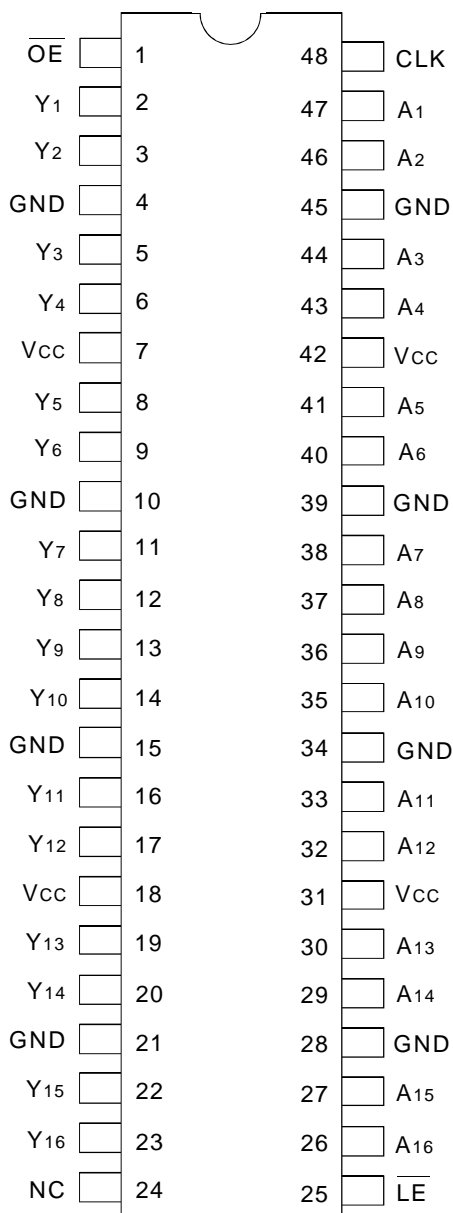 O̅E̅ 1 48 CLK
Y1 2 47 A1
Y2 3 46 A2
GND 4 45 GND
Y3 5 44 A3
Y4 6 43 A4
VCC 7 42 VCC
Y5 8 41 A5
Y6 9 40 A6
GND 10 39 GND
Y7 11 38 A7
Y8 12 37 A8
Y9 13 36 A9
Y10 14 35 A10
GND 15 34 GND
Y11 16 33 A11
Y12 17 32 A12
VCC 18 31 VCC
Y13 19 30 A13
Y14 20 29 A14
GND 21 28 GND
Y15 22 27 A15
Y16 23 26 A16
NC 24 25 L̅E̅